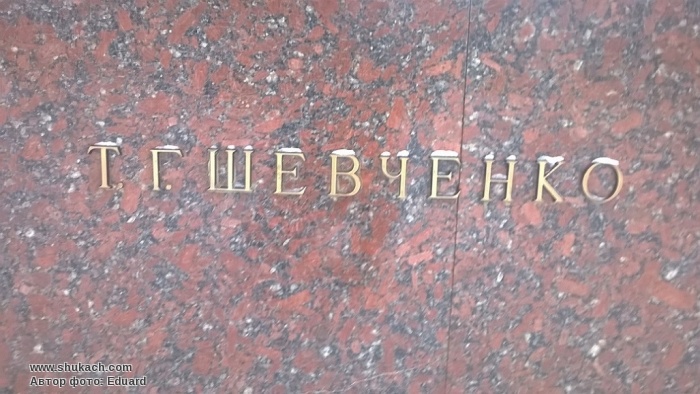 Т. Г. ШЕВЧЕНКО
www.shukach.com
Автор фото: Eduard